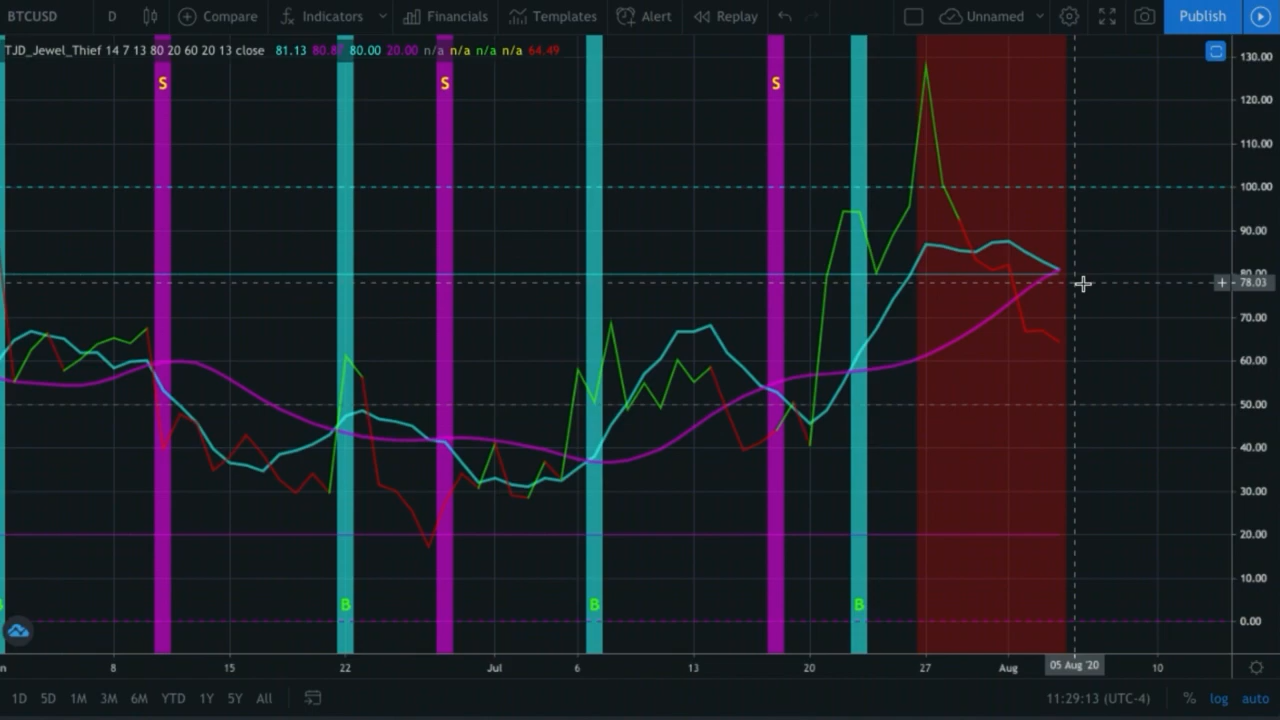 BTCUSD D Compare Indicators Financials Templates Alert Replay Unnamed Publish
TJD_Jewel_Thief 14 7 13 80 20 60 20 13 close 81.13 80.87 80.00 20.00 n/a n/a n/a n/a 64.49
130.00
S S S
120.00
110.00
100.00
90.00
80.00
+ 78.03
70.00
60.00
50.00
40.00
30.00
20.00
10.00
B B B
0.00
8 15 22 Jul 6 13 20 27 Aug 05 Aug '20 10
1D 5D 1M 3M 6M YTD 1Y 5Y All 11:29:13 (UTC-4) % log auto